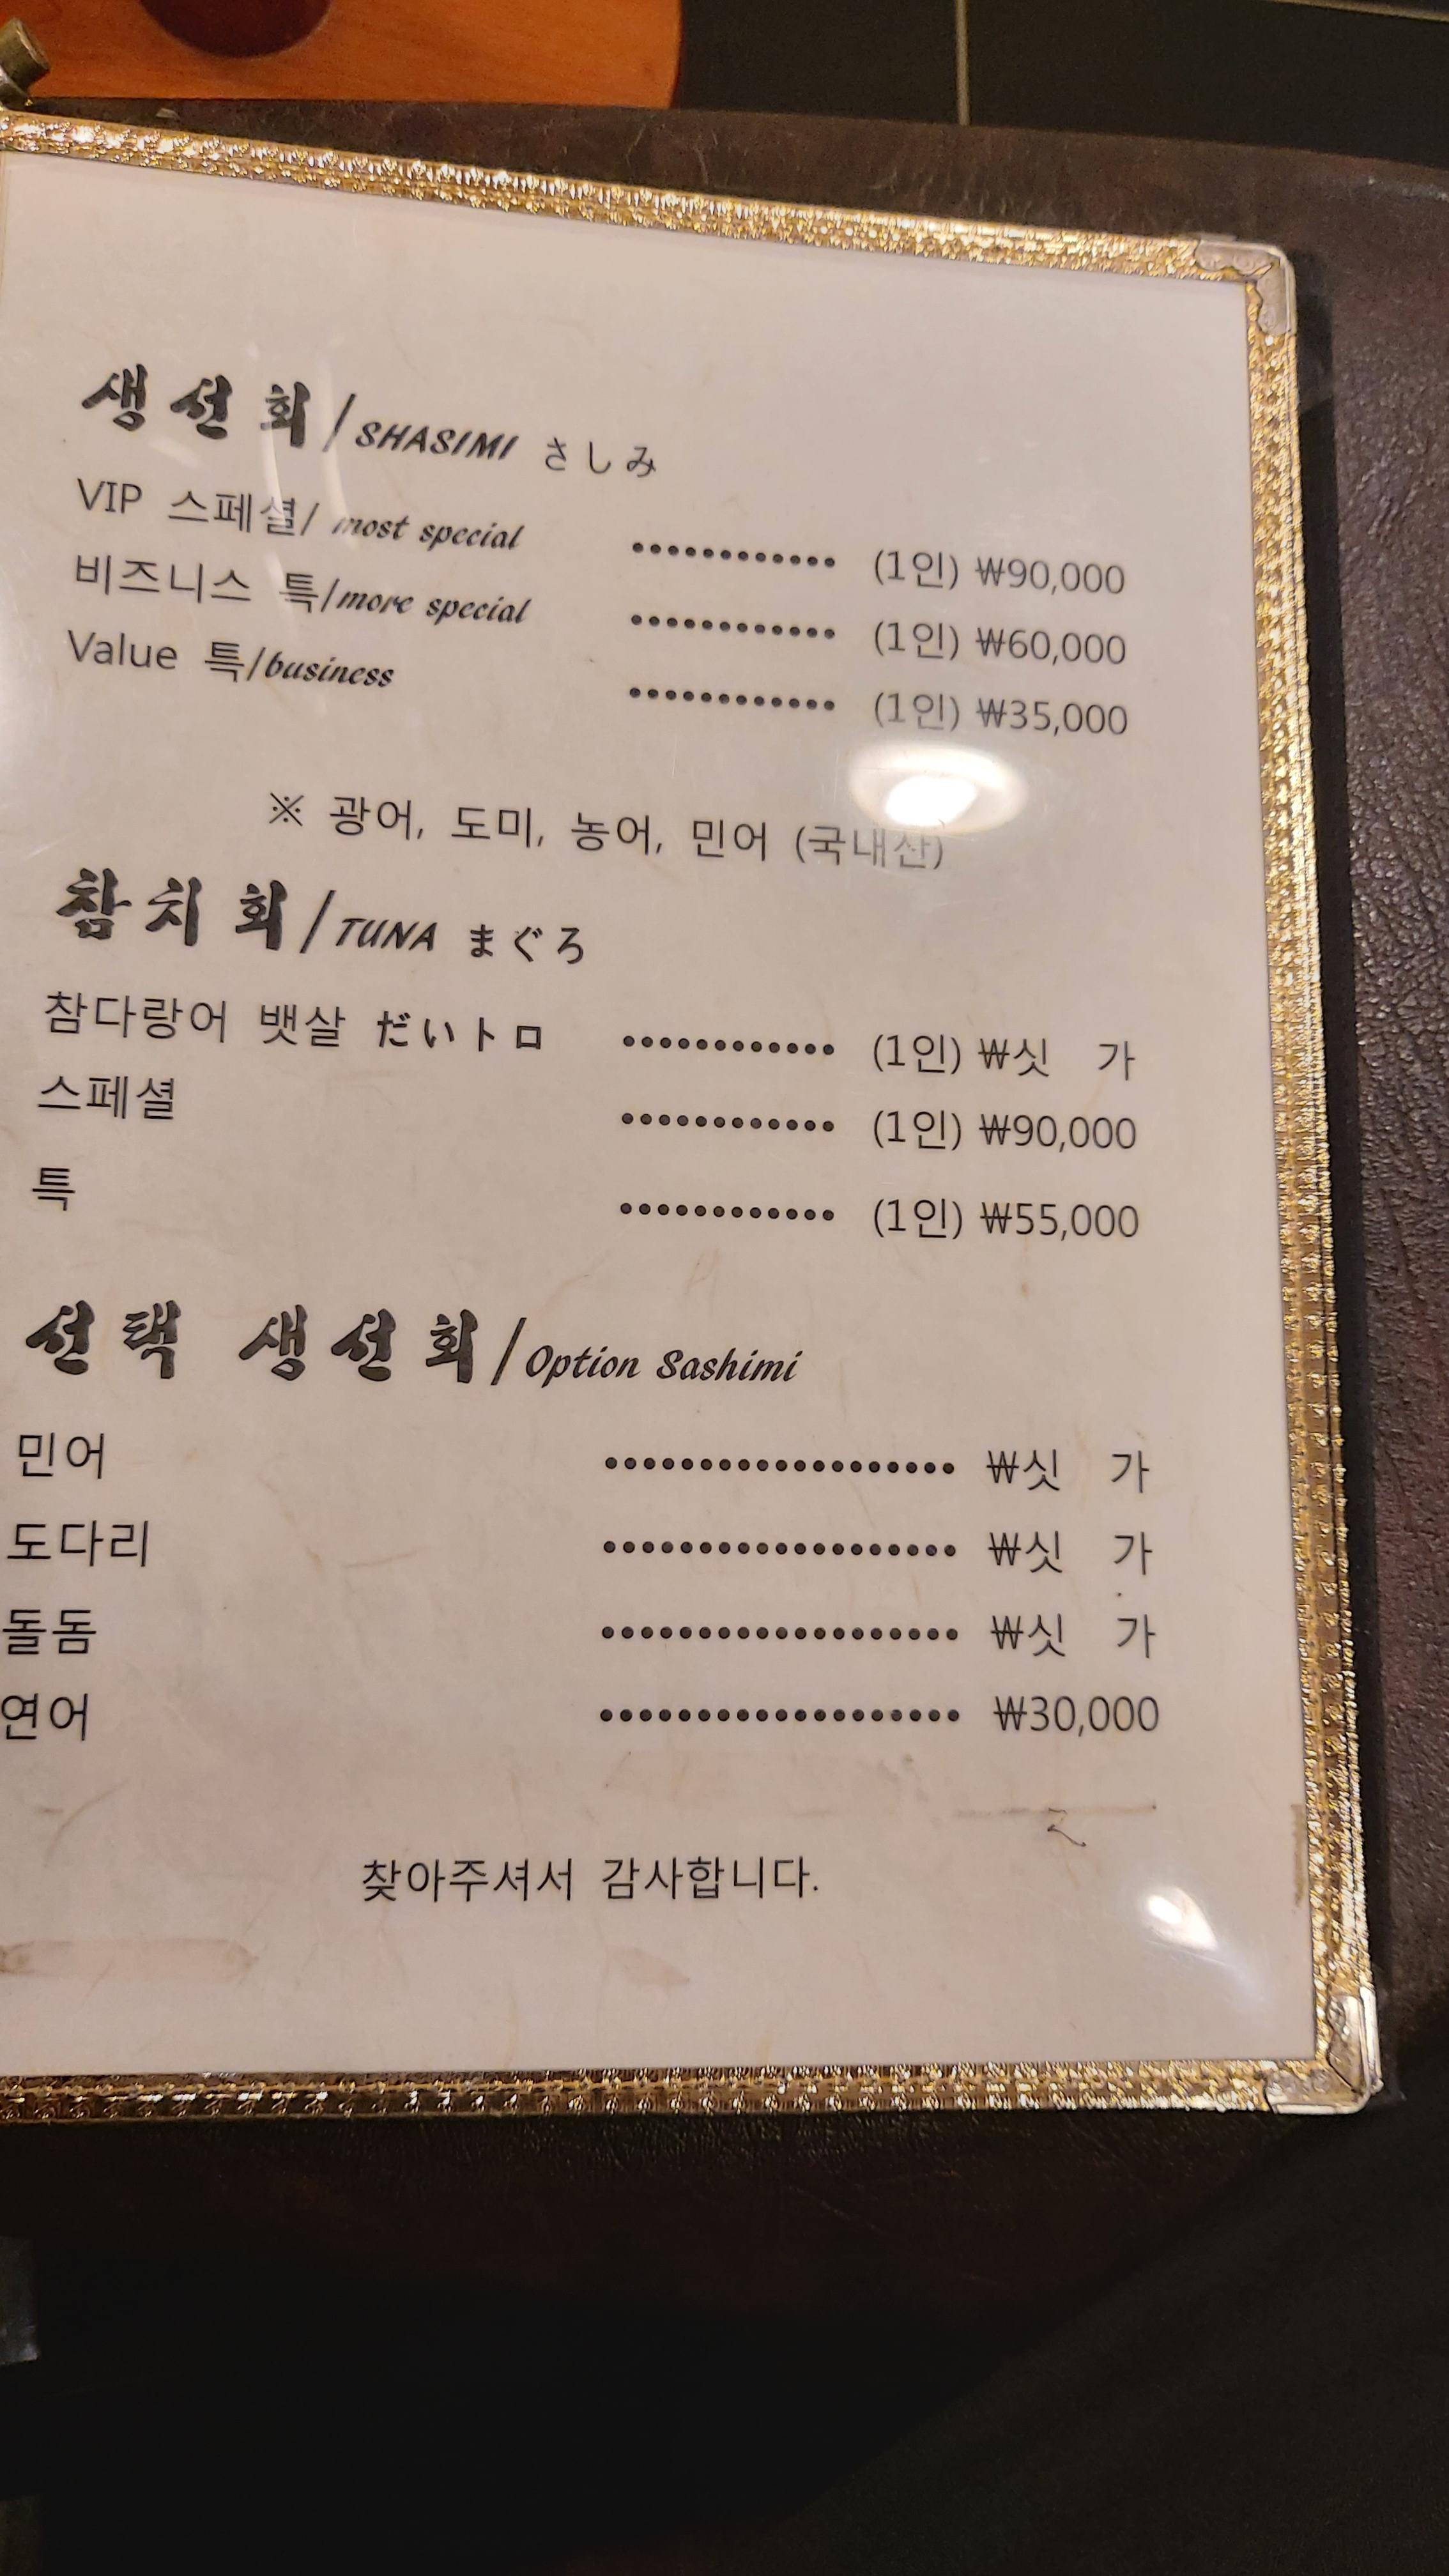 생선회/SHASIMI さしみ
VIP 스페셜/ most special ············ (1인) ₩90,000
비즈니스 특/more special ············ (1인) ₩60,000
Value 특/business ············ (1인) ₩35,000
※ 광어, 도미, 농어, 민어 (국내산)
참치회/TUNA まぐろ
참다랑어 뱃살 だいトロ ············ (1인) ₩싯 가
스페셜 ············ (1인) ₩90,000
특 ············ (1인) ₩55,000
선택 생선회/Option Sashimi
민어 ··················· ₩싯 가
도다리 ··················· ₩싯 가
돌돔 ··················· ₩싯 가
연어 ··················· ₩30,000
찾아주셔서 감사합니다.